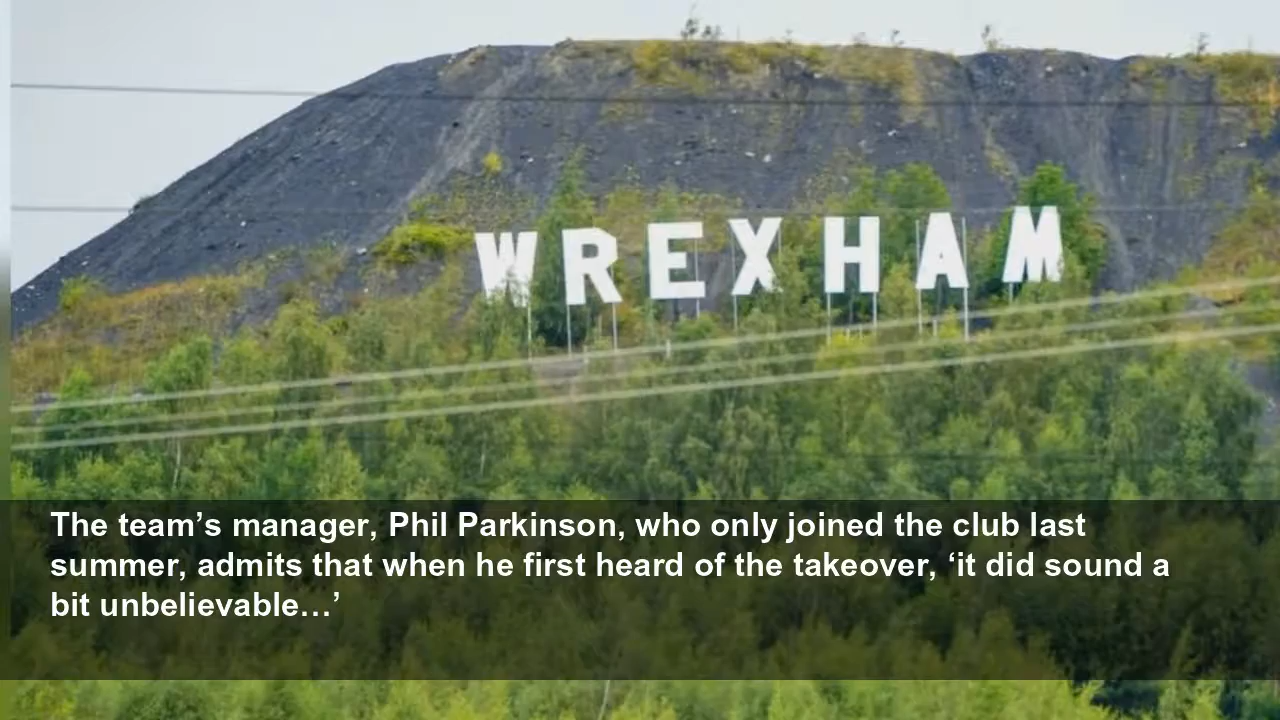 WREXHAM
The team’s manager, Phil Parkinson, who only joined the club last
summer, admits that when he first heard of the takeover, ‘it did sound a
bit unbelievable…’